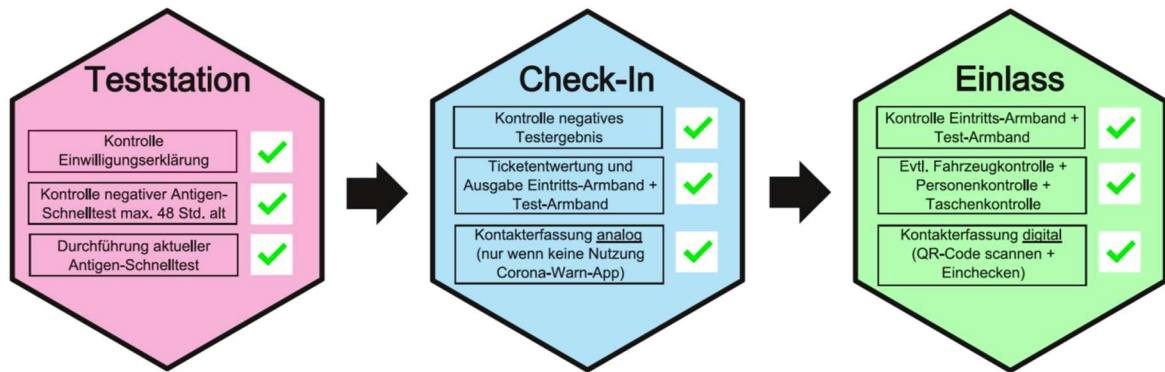 Teststation
Kontrolle
Einwilligungserklärung
Kontrolle negativer Antigen-
Schnelltest max. 48 Std. alt
Durchführung aktueller
Antigen-Schnelltest
Check-In
Kontrolle negatives
Testergebnis
Ticketentwertung und
Ausgabe Eintritts-Armband +
Test-Armband
Kontakterfassung analog
(nur wenn keine Nutzung
Corona-Warn-App)
Einlass
Kontrolle Eintritts-Armband +
Test-Armband
Evtl. Fahrzeugkontrolle +
Personenkontrolle +
Taschenkontrolle
Kontakterfassung digital
(QR-Code scannen +
Einchecken)